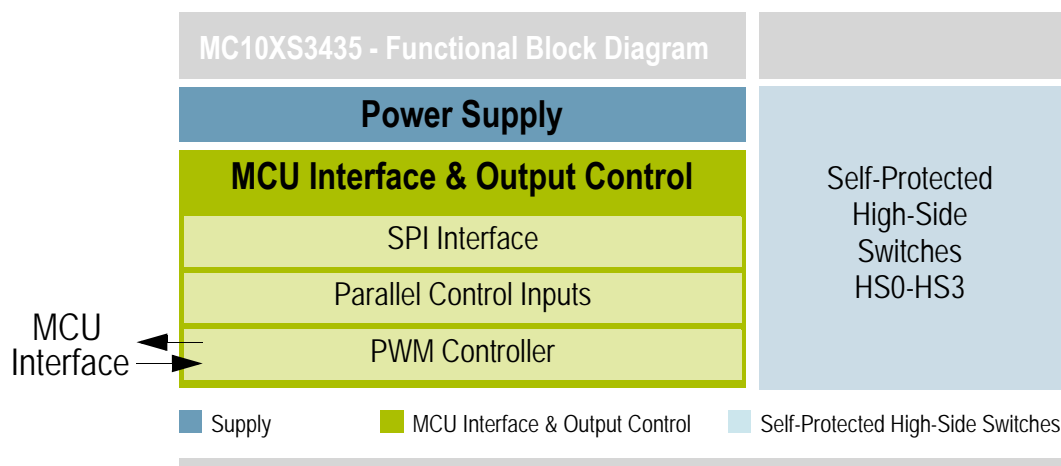 MC10XS3435 - Functional Block Diagram
Power Supply
MCU Interface & Output Control
SPI Interface
Parallel Control Inputs
PWM Controller
MCU
Interface
Self-Protected
High-Side
Switches
HS0-HS3
Supply
MCU Interface & Output Control
Self-Protected High-Side Switches